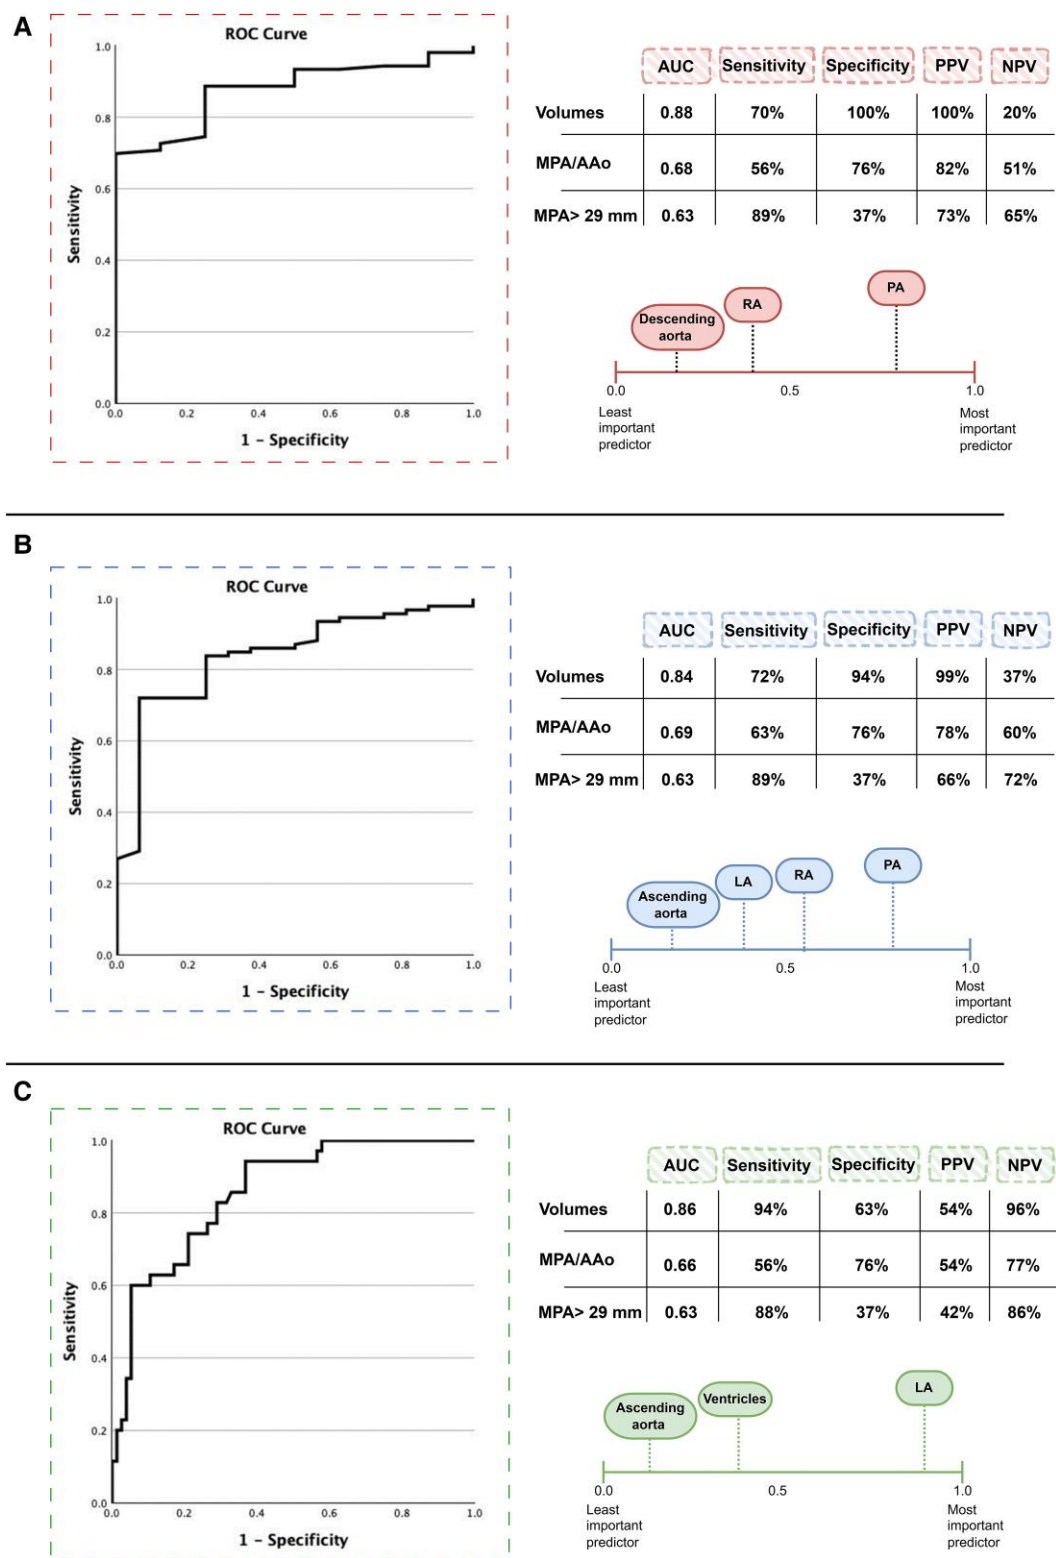 A
ROC Curve
1.0
0.8
0.6
0.4
0.2
0.0
Sensitivity
0.0 0.2 0.4 0.6 0.8 1.0
1 – Specificity
AUC Sensitivity Specificity PPV NPV
Volumes 0.88 70% 100% 100% 20%
MPA/AAo 0.68 56% 76% 82% 51%
MPA> 29 mm 0.63 89% 37% 73% 65%
Descending
aorta
RA
PA
0.0 0.5 1.0
Least
important
predictor
Most
important
predictor
B
ROC Curve
1.0
0.8
0.6
0.4
0.2
0.0
Sensitivity
0.0 0.2 0.4 0.6 0.8 1.0
1 – Specificity
AUC Sensitivity Specificity PPV NPV
Volumes 0.84 72% 94% 99% 37%
MPA/AAo 0.69 63% 76% 78% 60%
MPA> 29 mm 0.63 89% 37% 66% 72%
Ascending
aorta
LA
RA
PA
0.0 0.5 1.0
Least
important
predictor
Most
important
predictor
C
ROC Curve
1.0
0.8
0.6
0.4
0.2
0.0
Sensitivity
0.0 0.2 0.4 0.6 0.8 1.0
1 – Specificity
AUC Sensitivity Specificity PPV NPV
Volumes 0.86 94% 63% 54% 96%
MPA/AAo 0.66 56% 76% 54% 77%
MPA> 29 mm 0.63 88% 37% 42% 86%
Ascending
aorta
Ventricles
LA
0.0 0.5 1.0
Least
important
predictor
Most
important
predictor